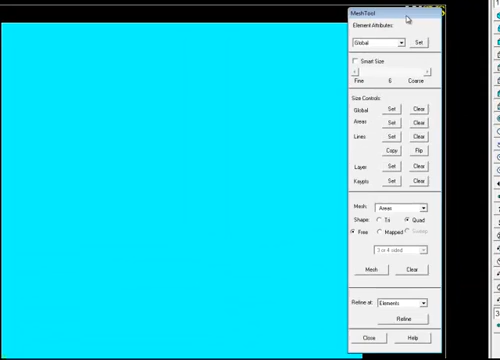 MeshTool
Element Attributes:
Global Set
Smart Size
Fine 6 Coarse
Size Controls:
Global Set Clear
Areas Set Clear
Lines Set Clear
Copy Flip
Layer Set Clear
Keypts Set Clear
Mesh: Areas
Shape: Tri Quad
Free Mapped Sweep
3 or 4 sided
Mesh Clear
Refine at: Elements
Refine
Close Help